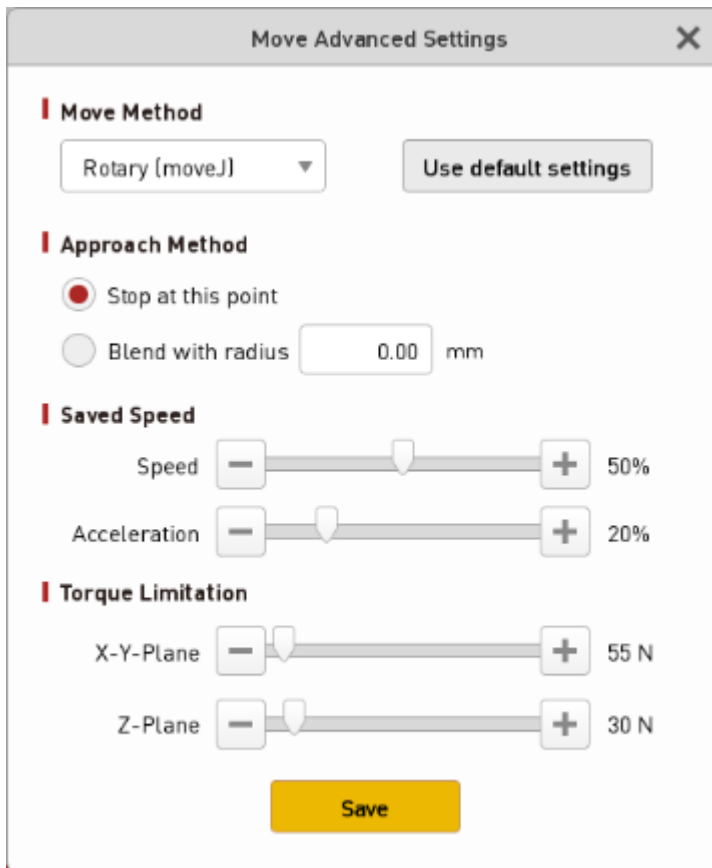 Move Advanced Settings
Move Method
Rotary (moveJ)
Use default settings
Approach Method
Stop at this point
Blend with radius 0.00 mm
Saved Speed
Speed 50%
Acceleration 20%
Torque Limitation
X-Y-Plane 55 N
Z-Plane 30 N
Save